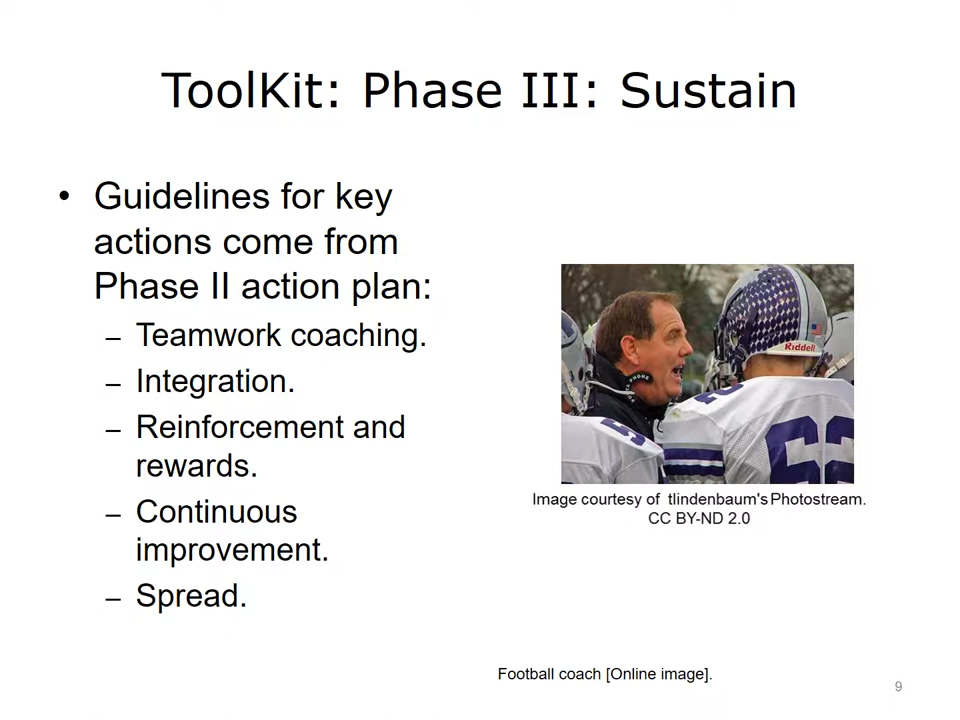 ToolKit: Phase III: Sustain
• Guidelines for key
actions come from
Phase II action plan:
– Teamwork coaching.
– Integration.
– Reinforcement and
rewards.
– Continuous
improvement.
– Spread.
Riddell
62
Image courtesy of tlindenbaum's Photostream.
CC BY-ND 2.0
Football coach [Online image].
9